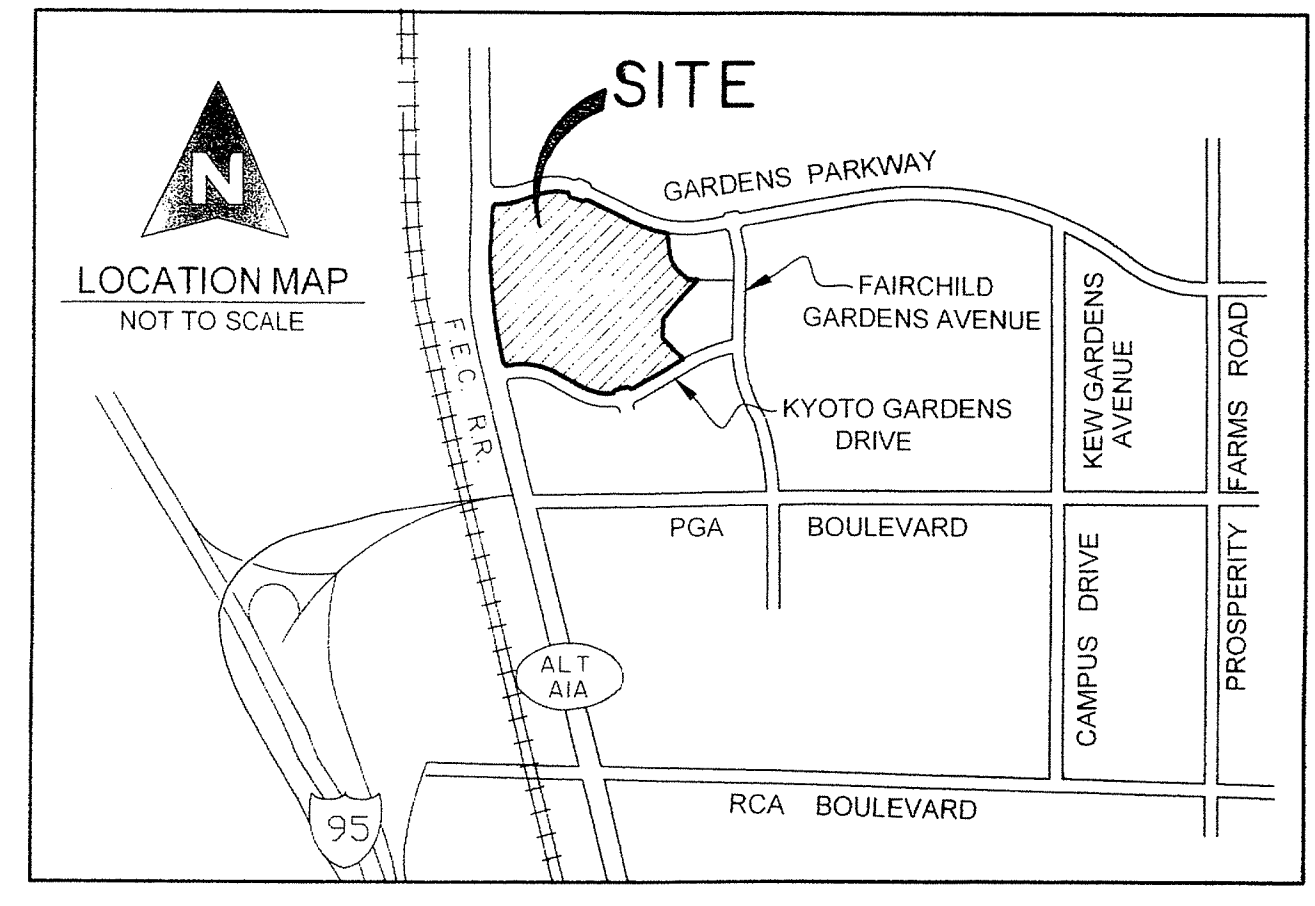 SITE
N
LOCATION MAP
NOT TO SCALE
GARDENS PARKWAY
FAIRCHILD
GARDENS AVENUE
KYOTO GARDENS
DRIVE
KEW GARDENS
AVENUE
PROSPERITY FARMS ROAD
F.E.C. R.R.
PGA BOULEVARD
CAMPUS DRIVE
ALT
A1A
RCA BOULEVARD
95